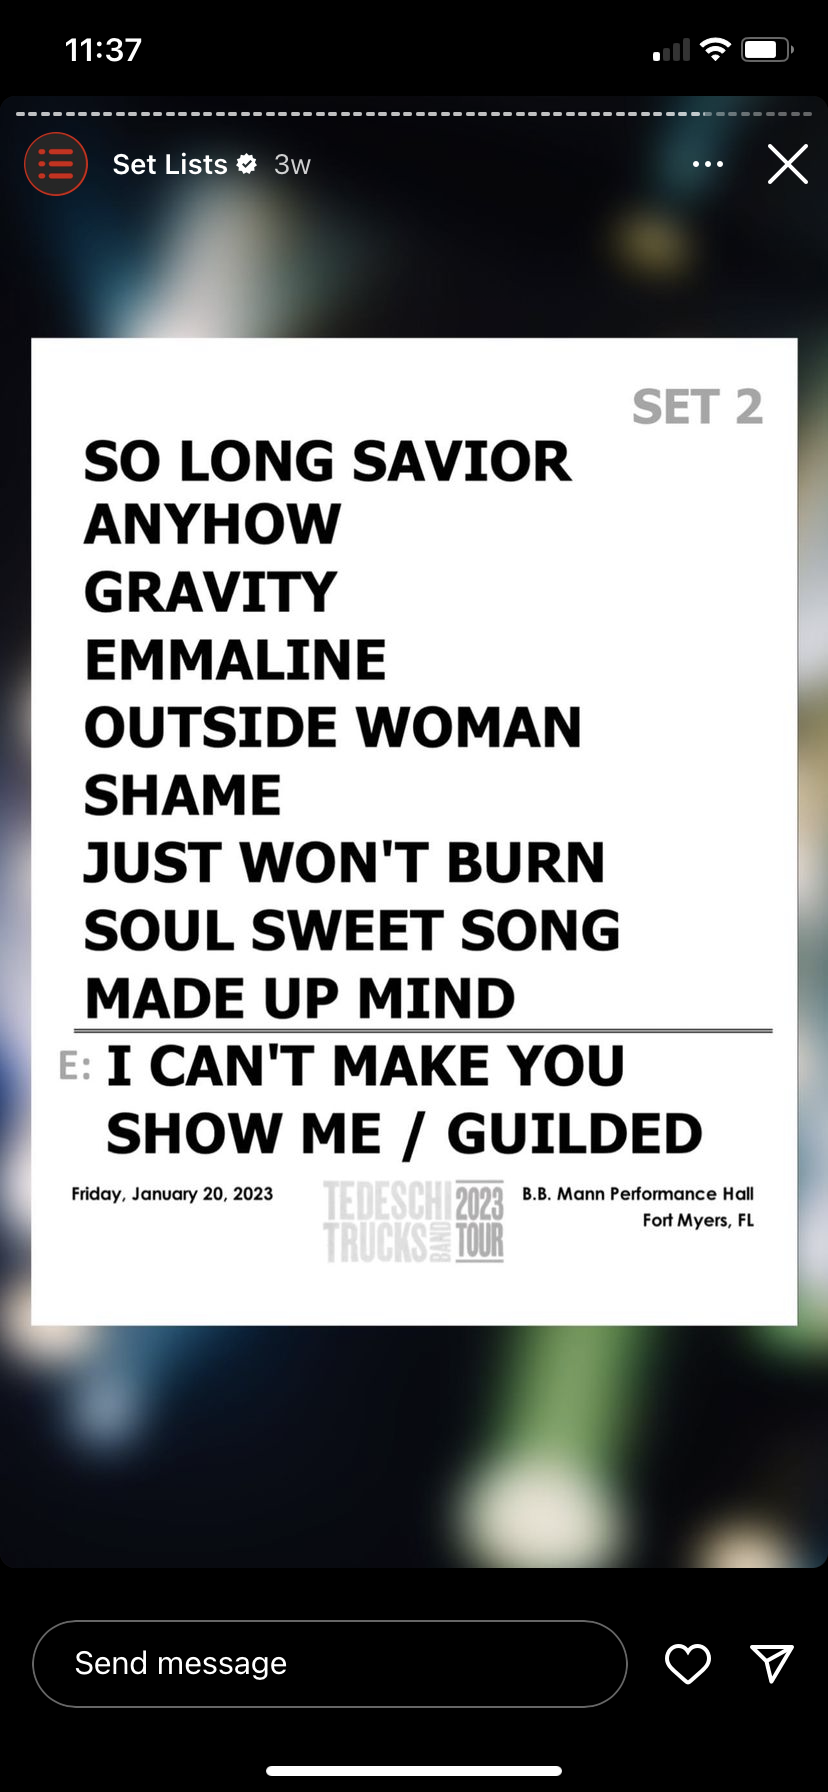 11:37
Set Lists 3w
SET 2
SO LONG SAVIOR
ANYHOW
GRAVITY
EMMALINE
OUTSIDE WOMAN
SHAME
JUST WON'T BURN
SOUL SWEET SONG
MADE UP MIND
E: I CAN'T MAKE YOU
SHOW ME / GUILDED
Friday, January 20, 2023
TEDESCHI
TRUCKS BAND
2023
TOUR
B.B. Mann Performance Hall
Fort Myers, FL
Send message